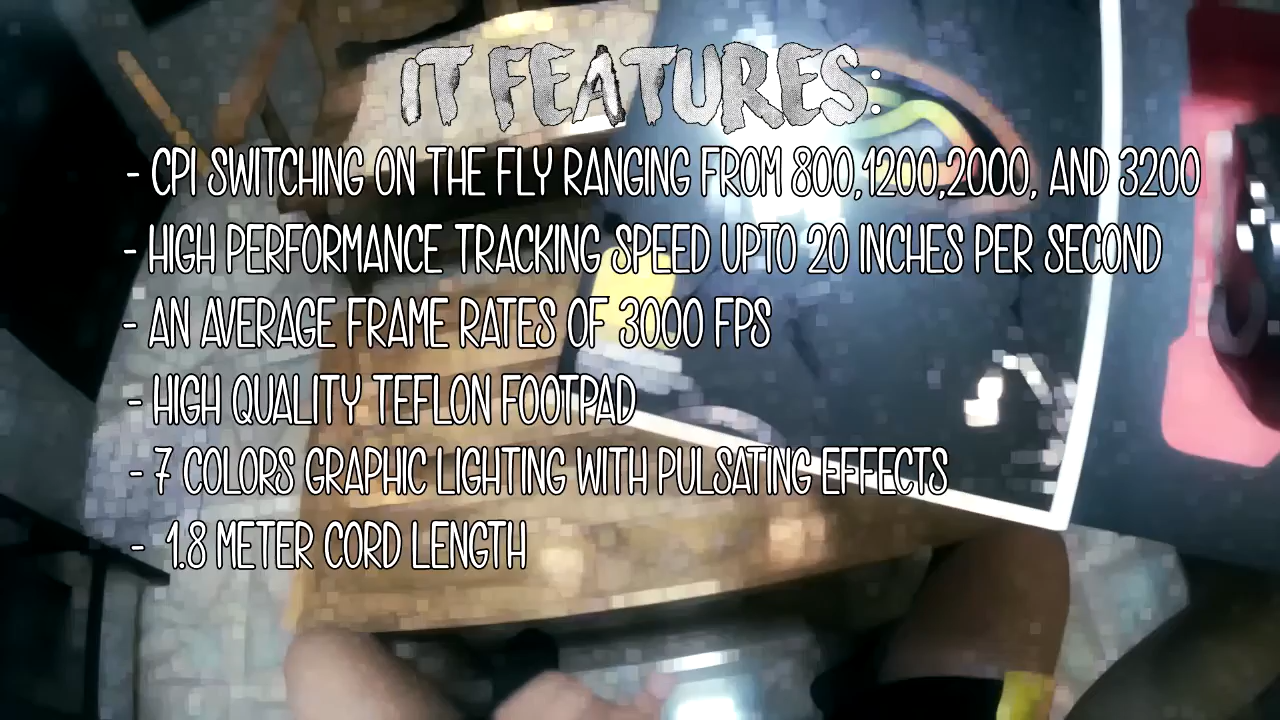 IT FEATURES:
- CPI SWITCHING ON THE FLY RANGING FROM 800,1200,2000, AND 3200
- HIGH PERFORMANCE TRACKING SPEED UPTO 20 INCHES PER SECOND
- AN AVERAGE FRAME RATES OF 3000 FPS
- HIGH QUALITY TEFLON FOOTPAD
- 7 COLORS GRAPHIC LIGHTING WITH PULSATING EFFECTS
- 1.8 METER CORD LENGTH